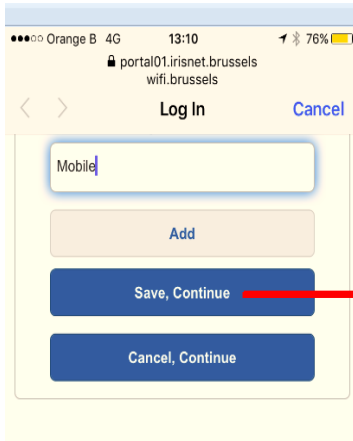 Orange B 4G 13:10 76%
portal01.irisnet.brussels
wifi.brussels
Log In Cancel
Mobile
Add
Save, Continue
Cancel, Continue